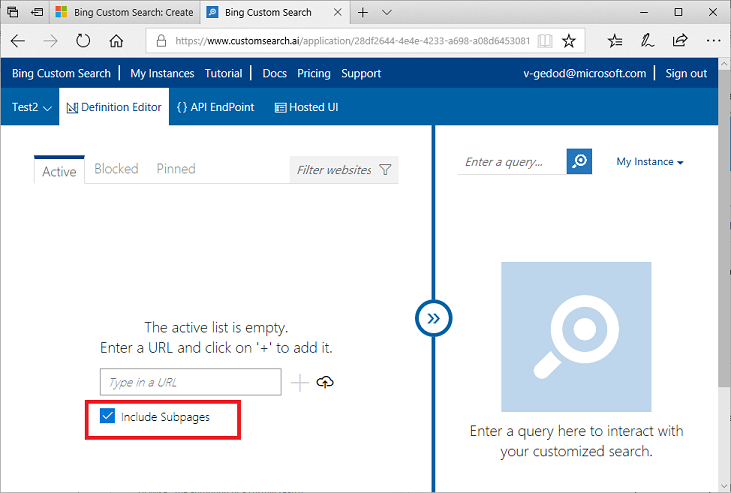 Bing Custom Search: Create
Bing Custom Search
https://www.customsearch.ai/application/28df2644-4e4e-4233-a698-a08d6453081
Bing Custom Search | My Instances Tutorial | Docs Pricing Support
v-gedod@microsoft.com | Sign out
Test2 Definition Editor {} API EndPoint Hosted UI
Active Blocked Pinned Filter websites
Enter a query... My Instance
The active list is empty.
Enter a URL and click on '+' to add it.
Type in a URL
Include Subpages
Enter a query here to interact with
your customized search.